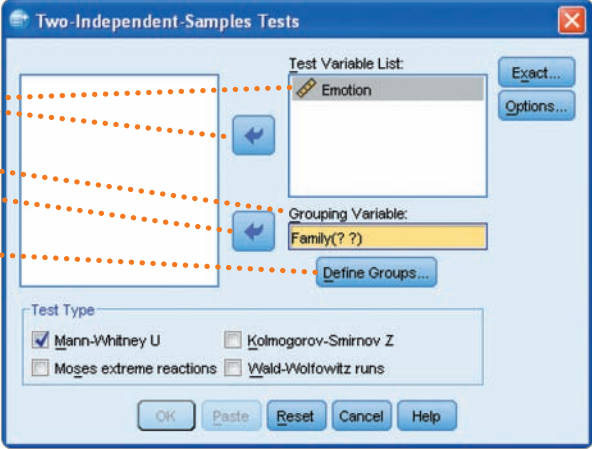 Two-Independent-Samples Tests
Test Variable List:
Emotion
Exact...
Options...
Grouping Variable:
Family(? ?)
Define Groups...
Test Type
Mann-Whitney U
Kolmogorov-Smirnov Z
Moses extreme reactions
Wald-Wolfowitz runs
OK
Paste
Reset
Cancel
Help